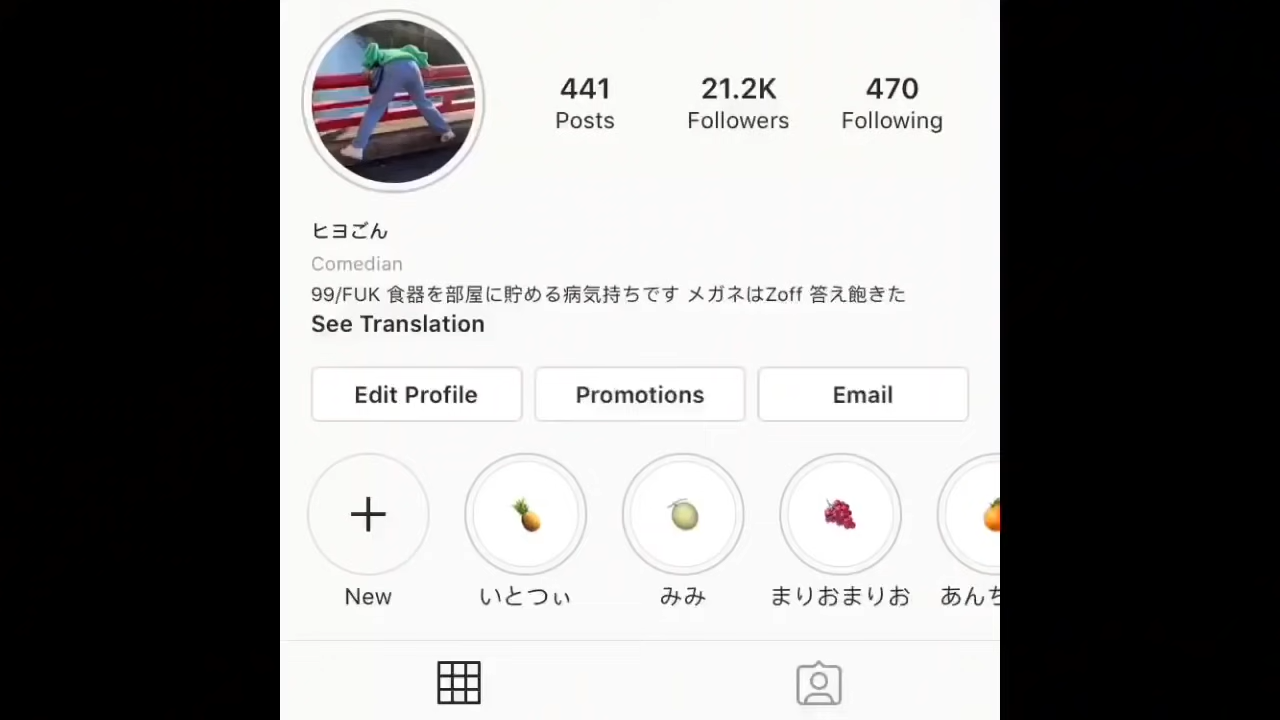 441 21.2K 470
Posts Followers Following
ヒヨごん
Comedian
99/FUK 食器を部屋に貯める病気持ちです メガネはZoff 答え飽きた
See Translation
Edit Profile Promotions Email
New いとつぃ みみ まりおまりお あんち